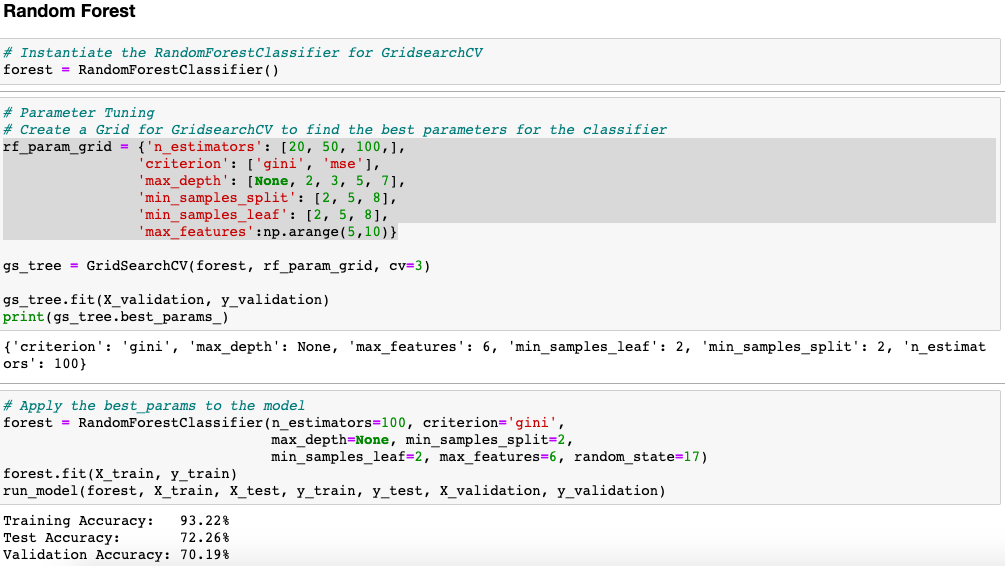 Random Forest
# Instantiate the RandomForestClassifier for GridsearchCV
forest = RandomForestClassifier()
# Parameter Tuning
# Create a Grid for GridsearchCV to find the best parameters for the classifier
rf_param_grid = {'n_estimators': [20, 50, 100,],
'criterion': ['gini', 'mse'],
'max_depth': [None, 2, 3, 5, 7],
'min_samples_split': [2, 5, 8],
'min_samples_leaf': [2, 5, 8],
'max_features':np.arange(5,10)}
gs_tree = GridSearchCV(forest, rf_param_grid, cv=3)
gs_tree.fit(X_validation, y_validation)
print(gs_tree.best_params_)
{'criterion': 'gini', 'max_depth': None, 'max_features': 6, 'min_samples_leaf': 2, 'min_samples_split': 2, 'n_estimat
ors': 100}
# Apply the best_params to the model
forest = RandomForestClassifier(n_estimators=100, criterion='gini',
max_depth=None, min_samples_split=2,
min_samples_leaf=2, max_features=6, random_state=17)
forest.fit(X_train, y_train)
run_model(forest, X_train, X_test, y_train, y_test, X_validation, y_validation)
Training Accuracy: 93.22%
Test Accuracy: 72.26%
Validation Accuracy: 70.19%